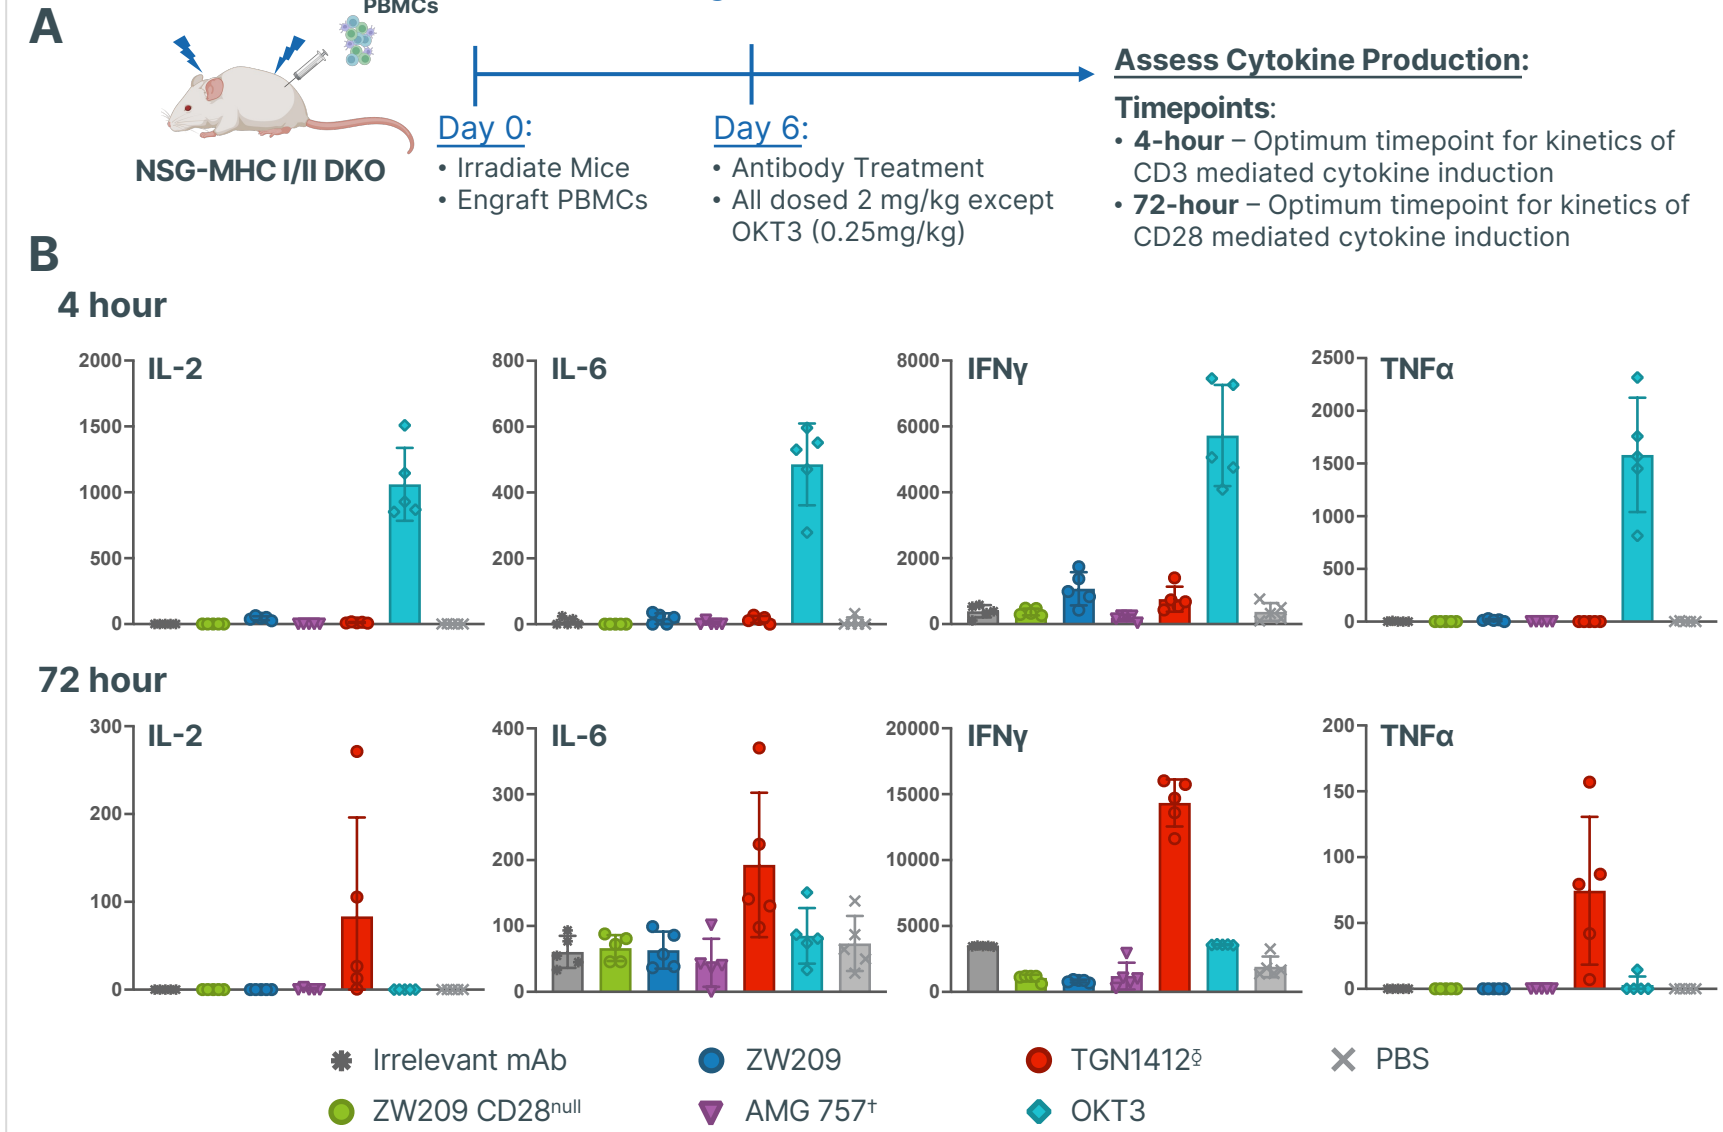 A
PBMCs
NSG-MHC I/II DKO
Day 0:
• Irradiate Mice
• Engraft PBMCs
Day 6:
• Antibody Treatment
• All dosed 2 mg/kg except
OKT3 (0.25mg/kg)
Assess Cytokine Production:
Timepoints:
• 4-hour – Optimum timepoint for kinetics of
CD3 mediated cytokine induction
• 72-hour – Optimum timepoint for kinetics of
CD28 mediated cytokine induction
B
4 hour
IL-2
2000
1500
1000
500
0
IL-6
800
600
400
200
0
IFNγ
8000
6000
4000
2000
0
TNFα
2500
2000
1500
1000
500
0
72 hour
IL-2
300
200
100
0
IL-6
400
300
200
100
0
IFNγ
20000
15000
10000
5000
0
TNFα
200
150
100
50
0
Irrelevant mAb
ZW209
TGN1412⚲
PBS
ZW209 CD28null
AMG 757†
OKT3